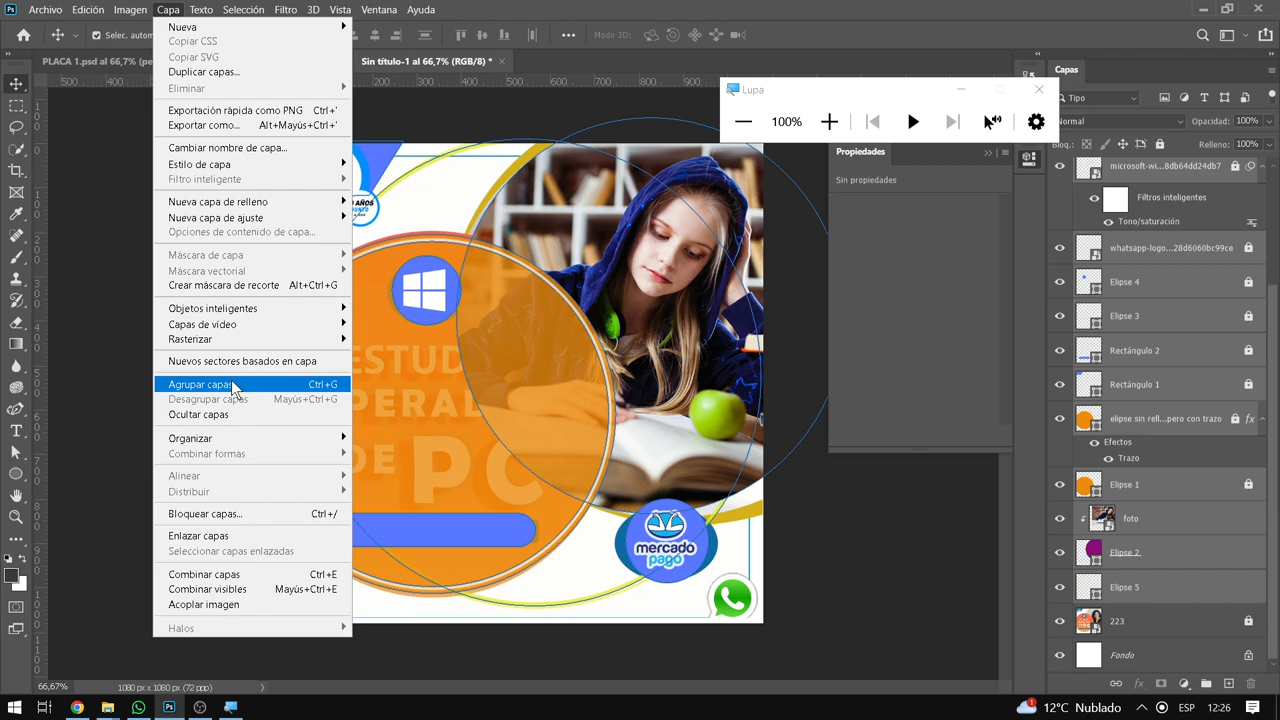 Archivo Edición Imagen Capa Texto Selección Filtro 3D Vista Ventana Ayuda
Nueva
Copiar CSS
Copiar SVG
Duplicar capas...
Eliminar
Exportación rápida como PNG Ctrl+'
Exportar como... Alt+Mayús+Ctrl+'
Cambiar nombre de capa...
Estilo de capa
Filtro inteligente
Nueva capa de relleno
Nueva capa de ajuste
Opciones de contenido de capa...
Máscara de capa
Máscara vectorial
Crear máscara de recorte Alt+Ctrl+G
Objetos inteligentes
Capas de vídeo
Rasterizar
Nuevos sectores basados en capa
Agrupar capas Ctrl+G
Desagrupar capas Mayús+Ctrl+G
Ocultar capas
Organizar
Combinar formas
Alinear
Distribuir
Bloquear capas... Ctrl+/
Enlazar capas
Seleccionar capas enlazadas
Combinar capas Ctrl+E
Combinar visibles Mayús+Ctrl+E
Acoplar imagen
Halos
Selec. autom
Modo 3D:
PLACA 1.psd al 66,7% (pe
Sin título-1 al 66,7% (RGB/8) *
500 400 300 200 400 500 600 700 800 900
Lupa
100%
Propiedades
Sin propiedades
AÑOS
ESTUD
PERAL
DE PC
mercado
pago
Capas
Tipo
Normal Opacidad: 100%
Bloq.: Relleno: 100%
microsoft-wi...8db64dd24db7
Filtros inteligentes
Tono/saturación
whatsapp-logo...28d6060bc99ce
Elipse 4
Elipse 3
Rectángulo 2
Rectángulo 1
elipse sin rell...pero con trazo fx
Efectos
Trazo
Elipse 1
foto
Elipse 2
Elipse 5
223
Fondo
66,67% 1080 px x 1080 px (72 ppp)
12°C Nublado ESP 12:26